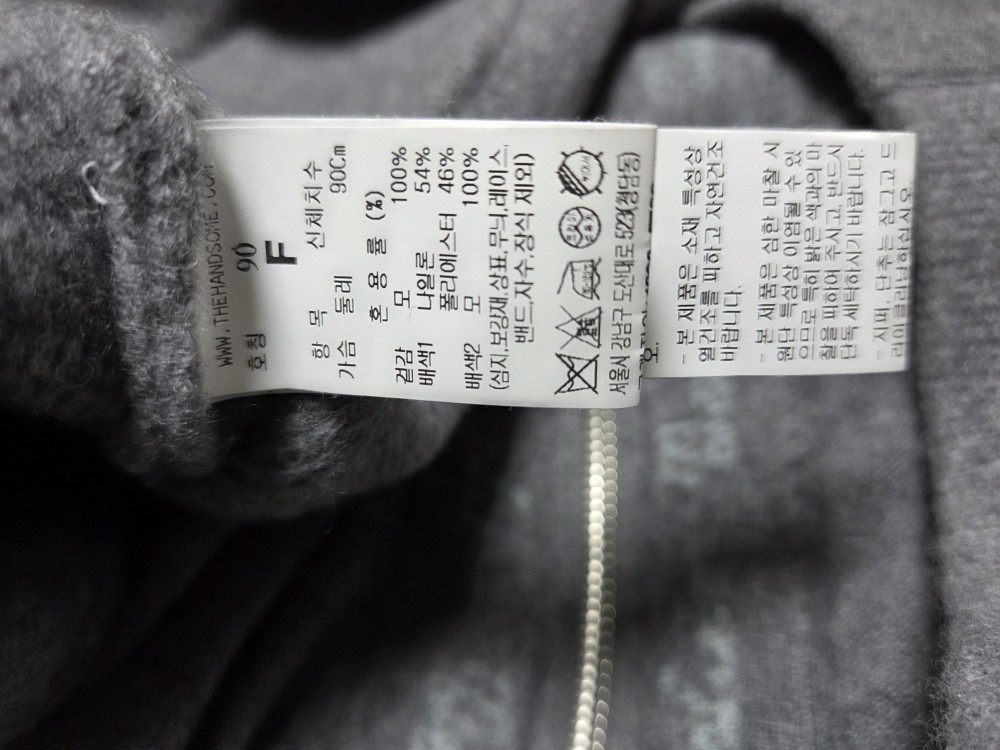 WWW.THEHANDSOME.COM
호칭 90
F
항 목 신체치수
가슴 둘레 90Cm
혼 용 률 (%)
겉감 모 100%
배색1 나일론 54%
폴리에스터 46%
배색2 모 100%
(심지,보강재,상표,무늬,레이스,
밴드,자수,장식 제외)
서울시 강남구 도산대로 523(청담동)
오.
- 본 제품은 소재 특성상
열건조를 피하고 자연건조
바랍니다.
- 본 제품은 심한 마찰 시
원단 특성상 이염될 수 있
으므로 특히 밝은 색과의 마
찰을 피하여 주시고, 반드시
단독 세탁하시기 바랍니다.
- 지퍼, 단추는 잠그고 드
라이클리닝하십시오.